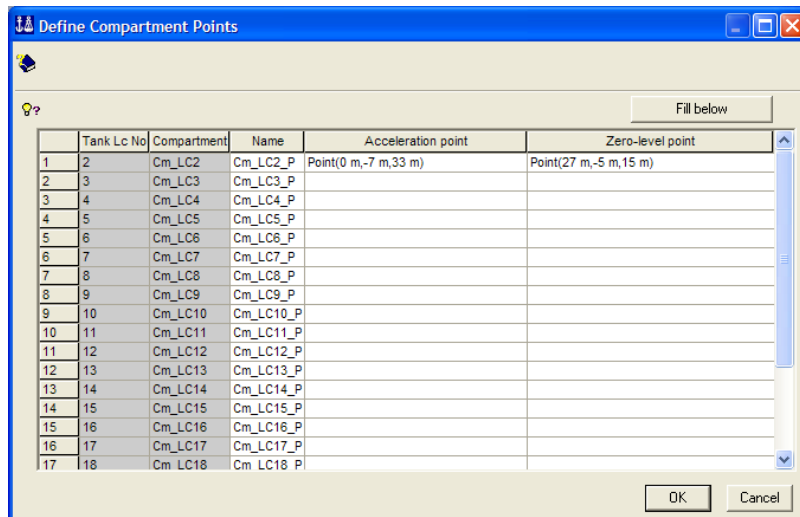 Define Compartment Points
?
Fill below
Tank Lc No Compartment Name Acceleration point Zero-level point
1 2 Cm_LC2 Cm_LC2_P Point(0 m,-7 m,33 m) Point(27 m,-5 m,15 m)
2 3 Cm_LC3 Cm_LC3_P
3 4 Cm_LC4 Cm_LC4_P
4 5 Cm_LC5 Cm_LC5_P
5 6 Cm_LC6 Cm_LC6_P
6 7 Cm_LC7 Cm_LC7_P
7 8 Cm_LC8 Cm_LC8_P
8 9 Cm_LC9 Cm_LC9_P
9 10 Cm_LC10 Cm_LC10_P
10 11 Cm_LC11 Cm_LC11_P
11 12 Cm_LC12 Cm_LC12_P
12 13 Cm_LC13 Cm_LC13_P
13 14 Cm_LC14 Cm_LC14_P
14 15 Cm_LC15 Cm_LC15_P
15 16 Cm_LC16 Cm_LC16_P
16 17 Cm_LC17 Cm_LC17_P
17 18 Cm_LC18 Cm_LC18_P
OK Cancel